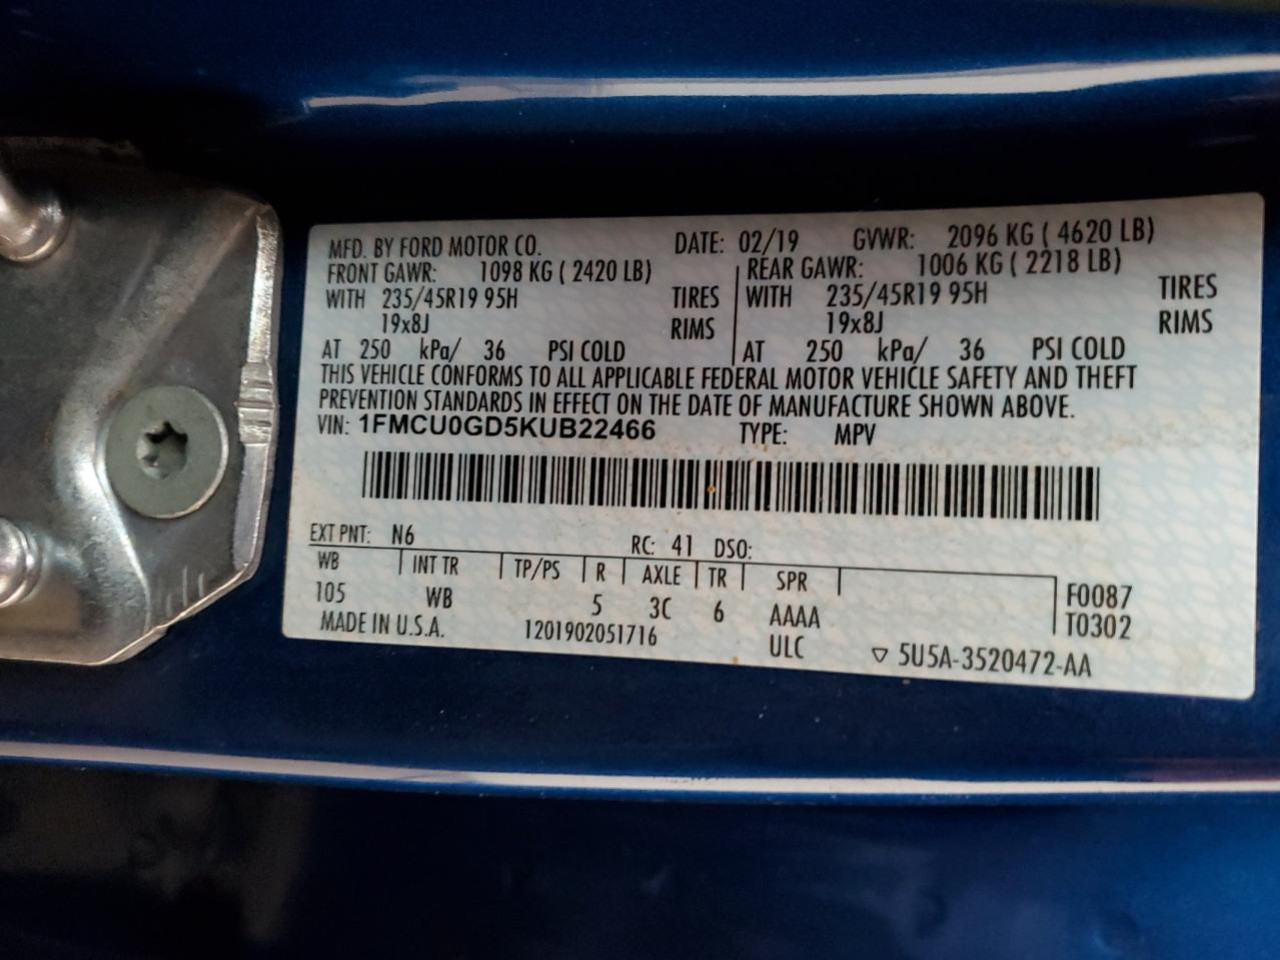 MFD. BY FORD MOTOR CO. DATE: 02/19 GVWR: 2096 KG ( 4620 LB)
FRONT GAWR: 1098 KG ( 2420 LB) REAR GAWR: 1006 KG ( 2218 LB)
WITH 235/45R19 95H TIRES WITH 235/45R19 95H TIRES
19x8J RIMS 19x8J RIMS
AT 250 kPa/ 36 PSI COLD AT 250 kPa/ 36 PSI COLD
THIS VEHICLE CONFORMS TO ALL APPLICABLE FEDERAL MOTOR VEHICLE SAFETY AND THEFT
PREVENTION STANDARDS IN EFFECT ON THE DATE OF MANUFACTURE SHOWN ABOVE.
VIN: 1FMCU0GD5KUB22466 TYPE: MPV
EXT PNT: N6 RC: 41 DSO:
WB INT TR TP/PS R AXLE TR SPR F0087
105 WB 5 3C 6 AAAA T0302
MADE IN U.S.A. 1201902051716 ULC ▽ 5U5A-3520472-AA